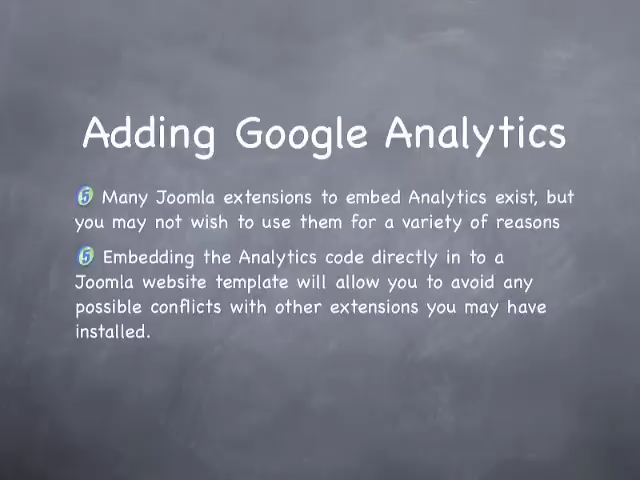 Adding Google Analytics
5 Many Joomla extensions to embed Analytics exist, but
you may not wish to use them for a variety of reasons
5 Embedding the Analytics code directly in to a
Joomla website template will allow you to avoid any
possible conflicts with other extensions you may have
installed.